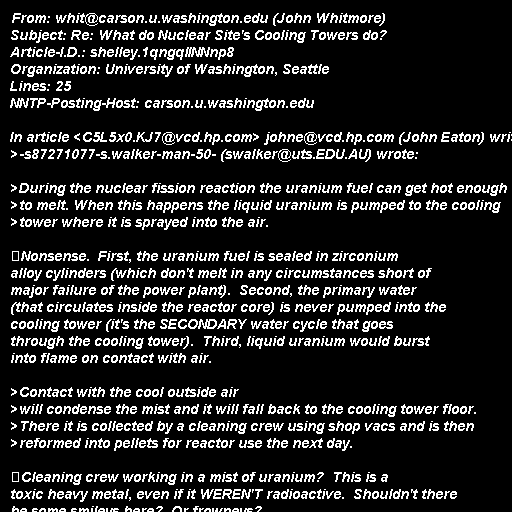 From: whit@carson.u.washington.edu (John Whitmore)
Subject: Re: What do Nuclear Site's Cooling Towers do?
Article-I.D.: shelley.1qngqlINNnp8
Organization: University of Washington, Seattle
Lines: 25
NNTP-Posting-Host: carson.u.washington.edu

In article <C5L5x0.KJ7@vcd.hp.com> johne@vcd.hp.com (John Eaton) writ
>-s87271077-s.walker-man-50- (swalker@uts.EDU.AU) wrote:

>During the nuclear fission reaction the uranium fuel can get hot enough
>to melt. When this happens the liquid uranium is pumped to the cooling
>tower where it is sprayed into the air.

Nonsense.  First, the uranium fuel is sealed in zirconium
alloy cylinders (which don't melt in any circumstances short of
major failure of the power plant).  Second, the primary water
(that circulates inside the reactor core) is never pumped into the
cooling tower (it's the SECONDARY water cycle that goes
through the cooling tower).  Third, liquid uranium would burst
into flame on contact with air.

>Contact with the cool outside air
>will condense the mist and it will fall back to the cooling tower floor.
>There it is collected by a cleaning crew using shop vacs and is then
>reformed into pellets for reactor use the next day.

Cleaning crew working in a mist of uranium?  This is a
toxic heavy metal, even if it WEREN'T radioactive.  Shouldn't there
be some smileys here?  Or frowneys?